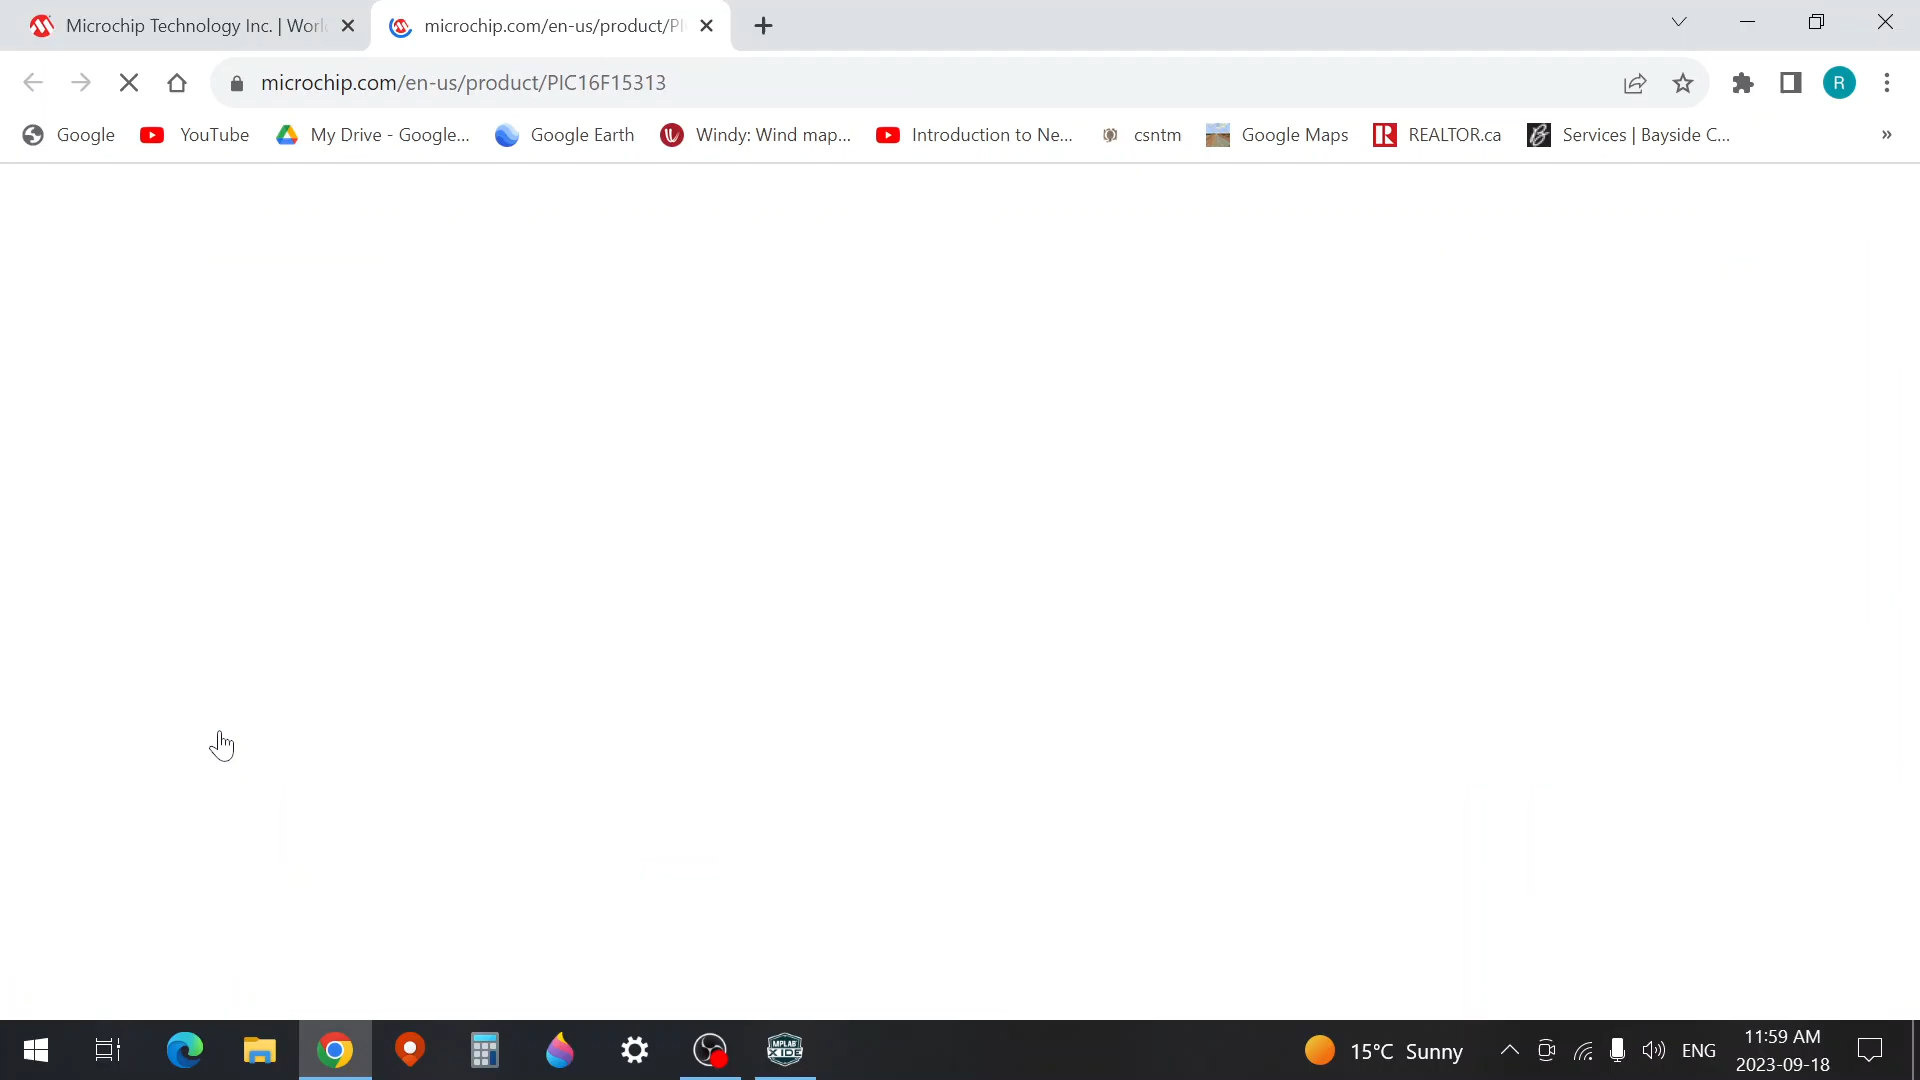 Microchip Technology Inc. | Worl
microchip.com/en-us/product/PI
microchip.com/en-us/product/PIC16F15313
R
Google
YouTube
My Drive - Google...
Google Earth
Windy: Wind map...
Introduction to Ne...
csntm
Google Maps
REALTOR.ca
Services | Bayside C...
»
MPLAB
X IDE
15°C Sunny
ENG
11:59 AM
2023-09-18